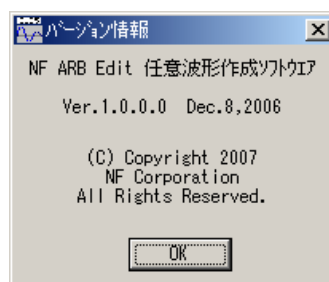 バージョン情報
NF ARB Edit 任意波形作成ソフトウエア
Ver.1.0.0.0 Dec.8,2006
(C) Copyright 2007
NF Corporation
All Rights Reserved.
OK